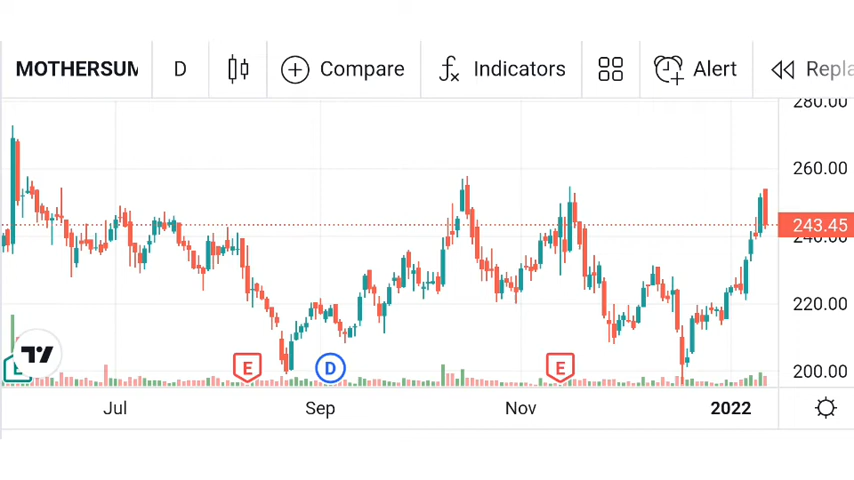 MOTHERSUM D Compare fx Indicators Alert Repla
280.00
260.00
243.45
240.00
220.00
200.00
E E D E
Jul Sep Nov 2022